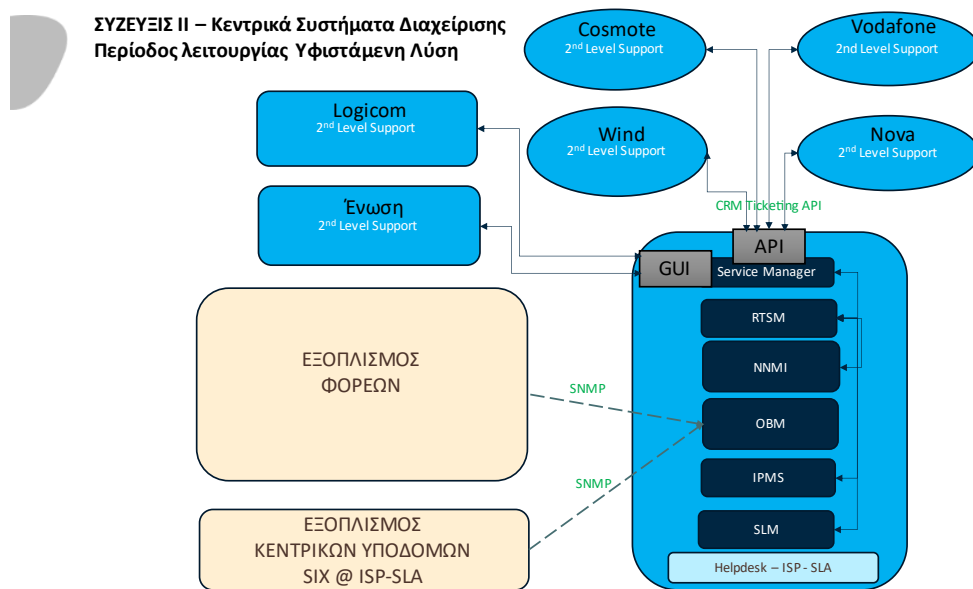 ΣΥΖΕΥΞΙΣ ΙΙ – Κεντρικά Συστήματα Διαχείρισης
Περίοδος λειτουργίας Υφιστάμενη Λύση
Cosmote
2nd Level Support
Vodafone
2nd Level Support
Logicom
2nd Level Support
Wind
2nd Level Support
Nova
2nd Level Support
Ένωση
2nd Level Support
CRM Ticketing API
API
GUI
Service Manager
RTSM
NNMI
OBM
IPMS
SLM
Helpdesk – ISP - SLA
ΕΞΟΠΛΙΣΜΟΣ
ΦΟΡΕΩΝ
SNMP
SNMP
ΕΞΟΠΛΙΣΜΟΣ
ΚΕΝΤΡΙΚΩΝ ΥΠΟΔΟΜΩΝ
SIX @ ISP-SLA